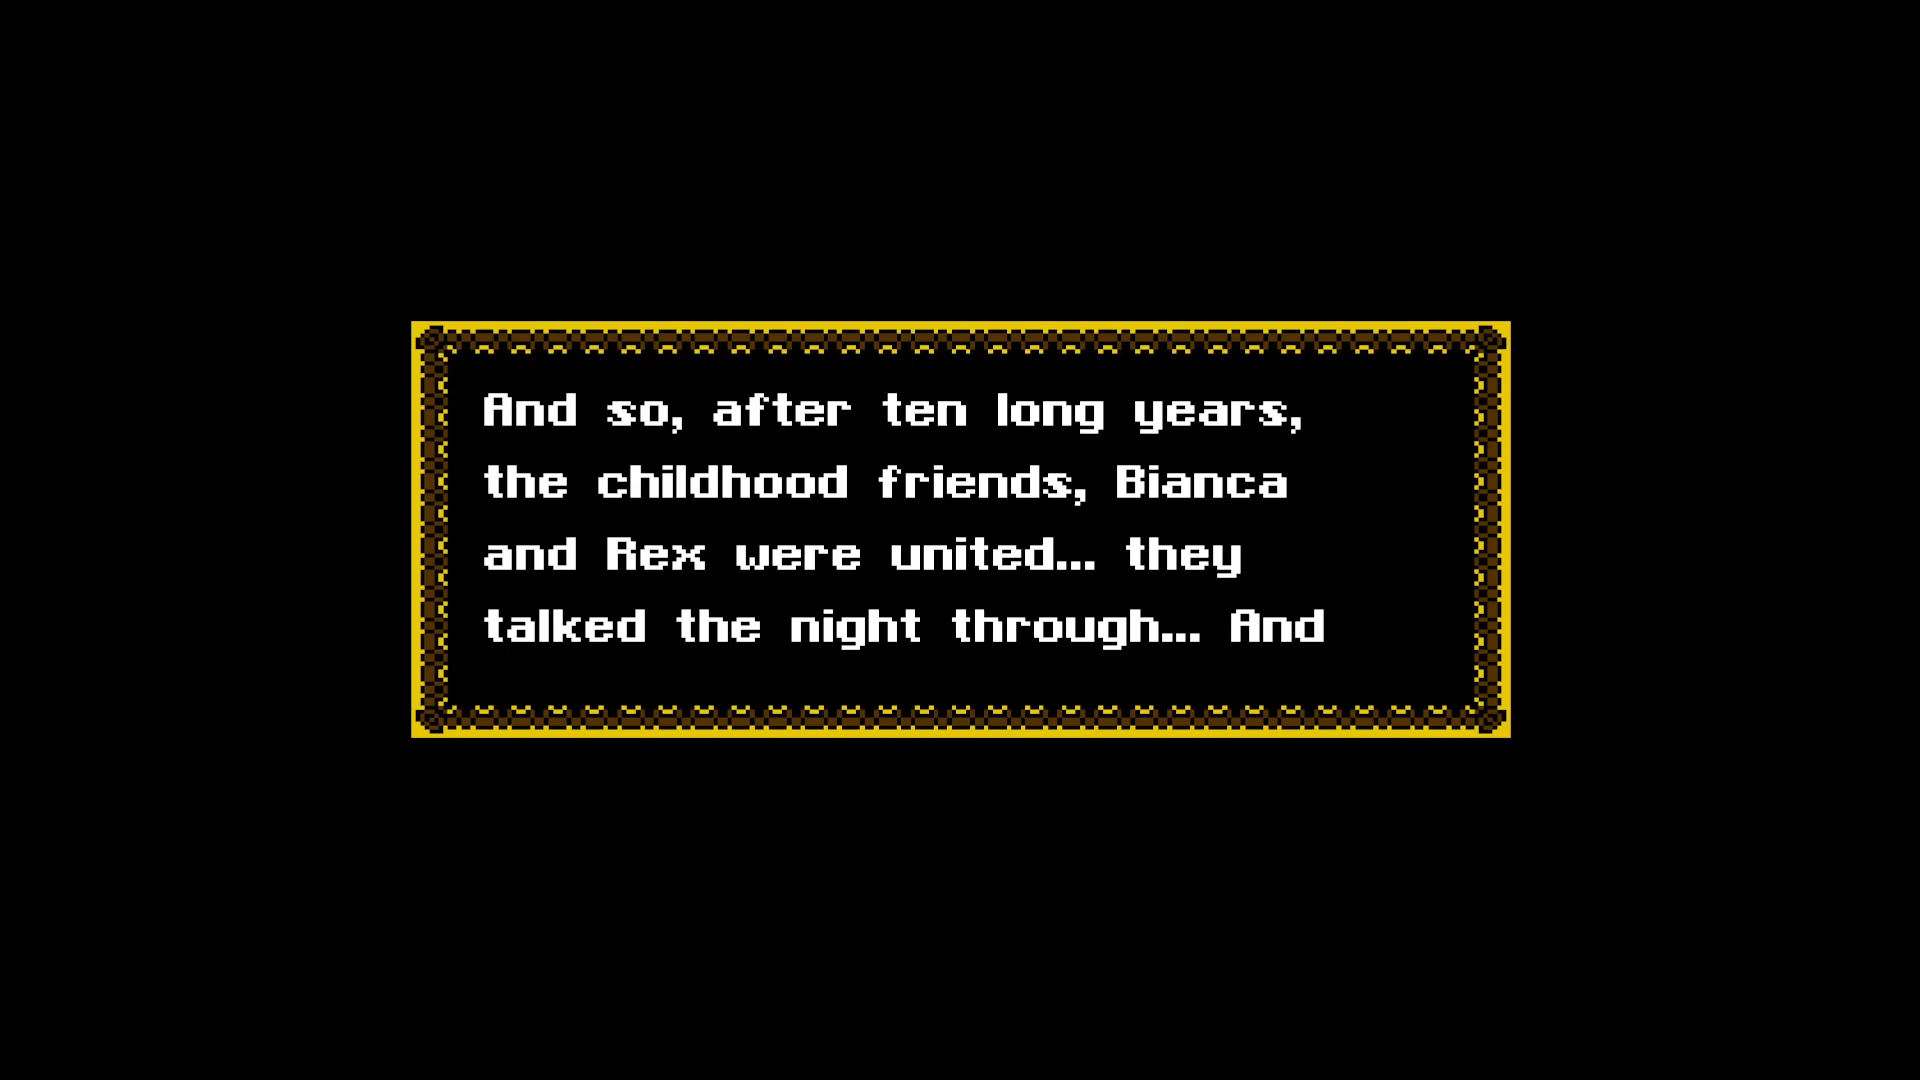 And so, after ten long years,
the childhood friends, Bianca
and Rex were united... they
talked the night through... And